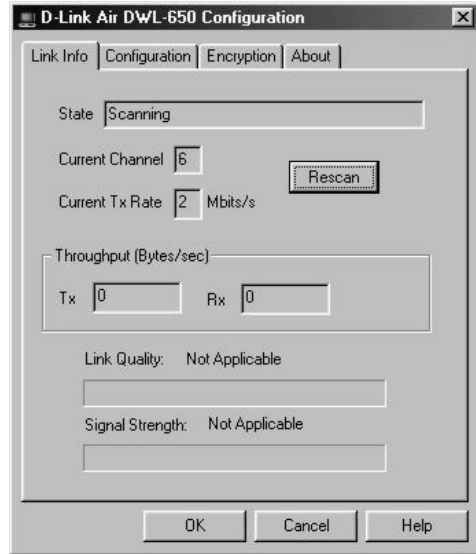 D-Link Air DWL-650 Configuration
Link Info Configuration Encryption About
State Scanning
Current Channel 6
Rescan
Current Tx Rate 2 Mbits/s
Throughput (Bytes/sec)
Tx 0 Rx 0
Link Quality: Not Applicable
Signal Strength: Not Applicable
OK Cancel Help